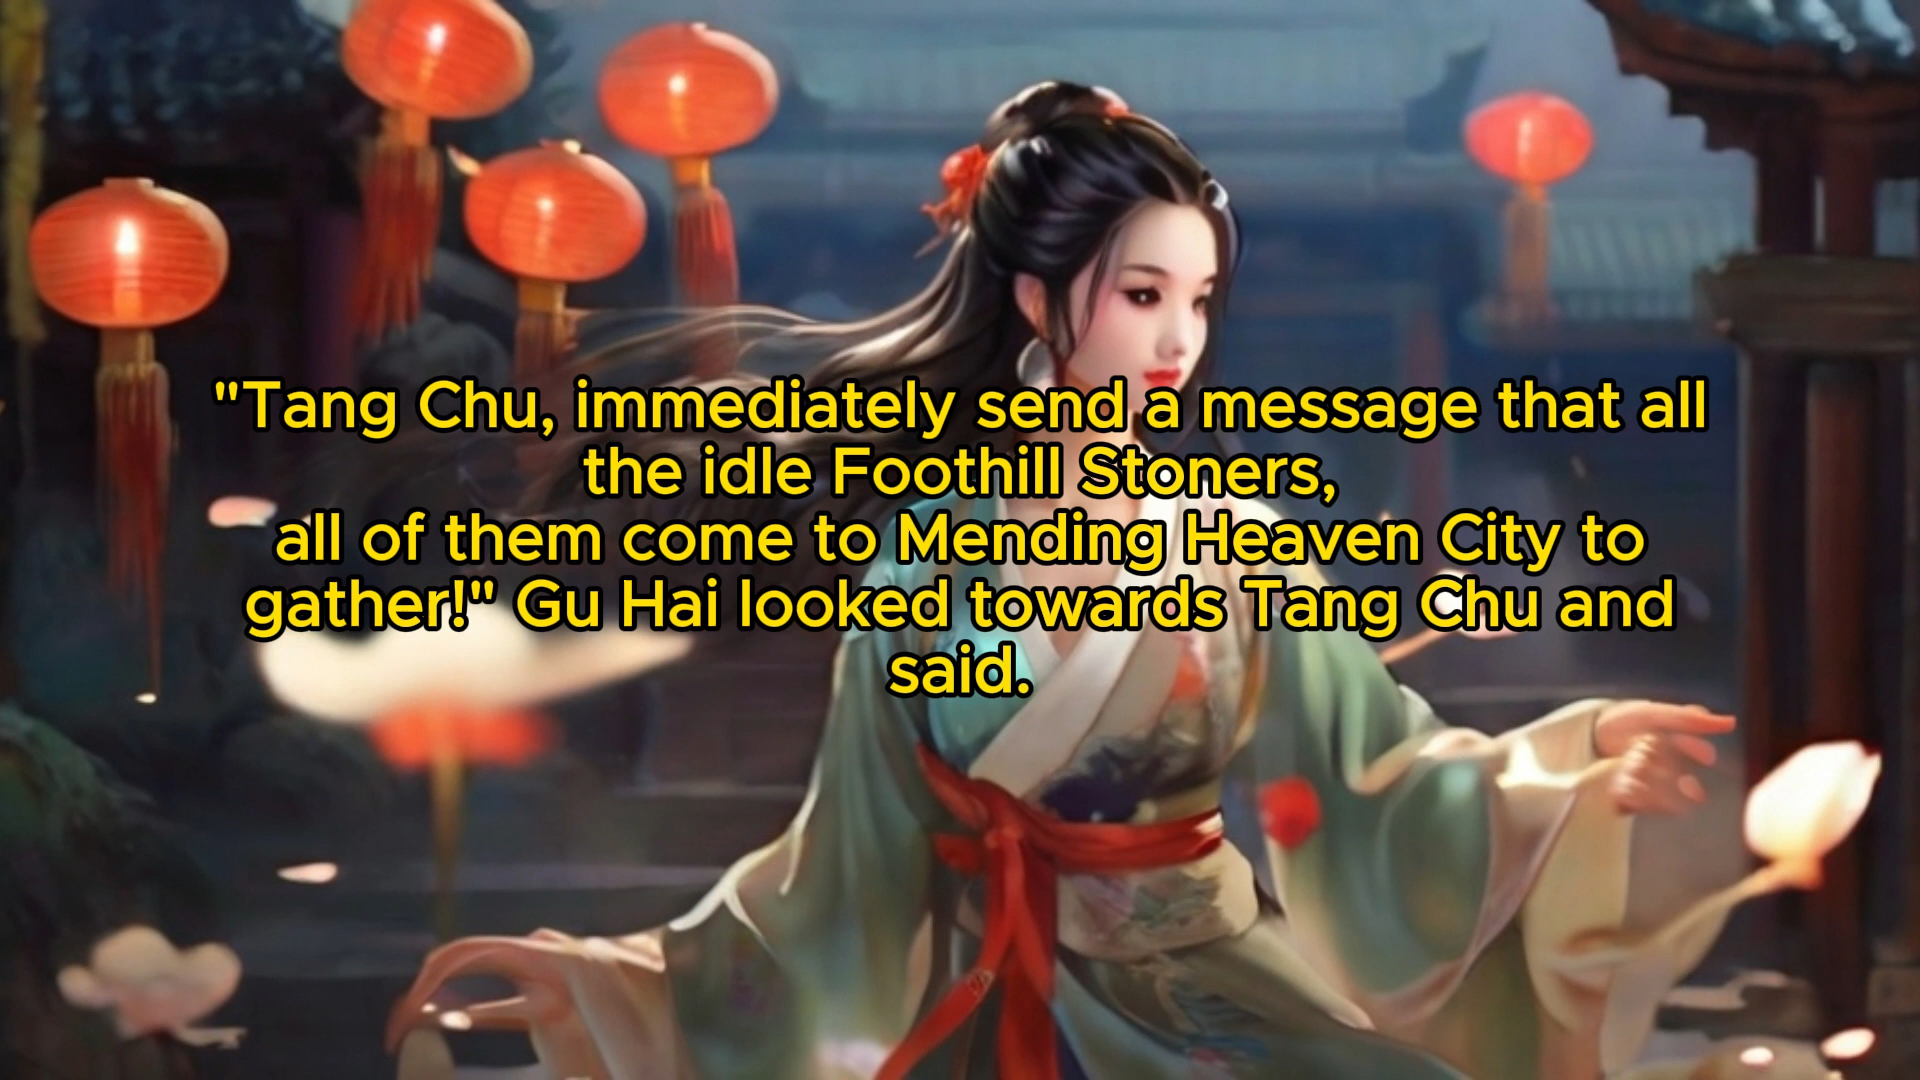 "Tang Chu, immediately send a message that all
the idle Foothill Stoners,
all of them come to Mending Heaven City to
gather!" Gu Hai looked towards Tang Chu and
said.